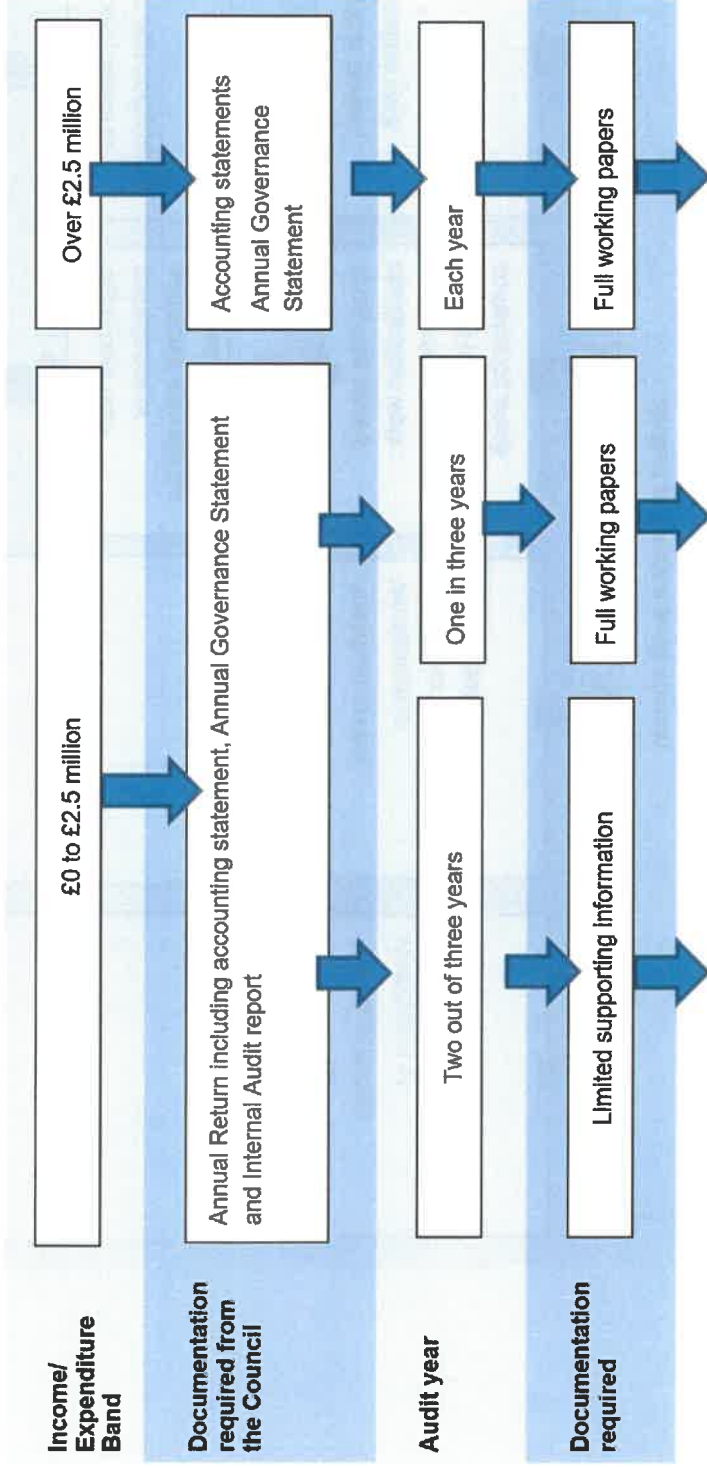 Income/
Expenditure
Band
£0 to £2.5 million
Over £2.5 million
Documentation
required from
the Council
Annual Return including accounting statement, Annual Governance Statement
and Internal Audit report
Accounting statements
Annual Governance
Statement
Audit year
Two out of three years
One in three years
Each year
Documentation
required
Limited supporting information
Full working papers
Full working papers